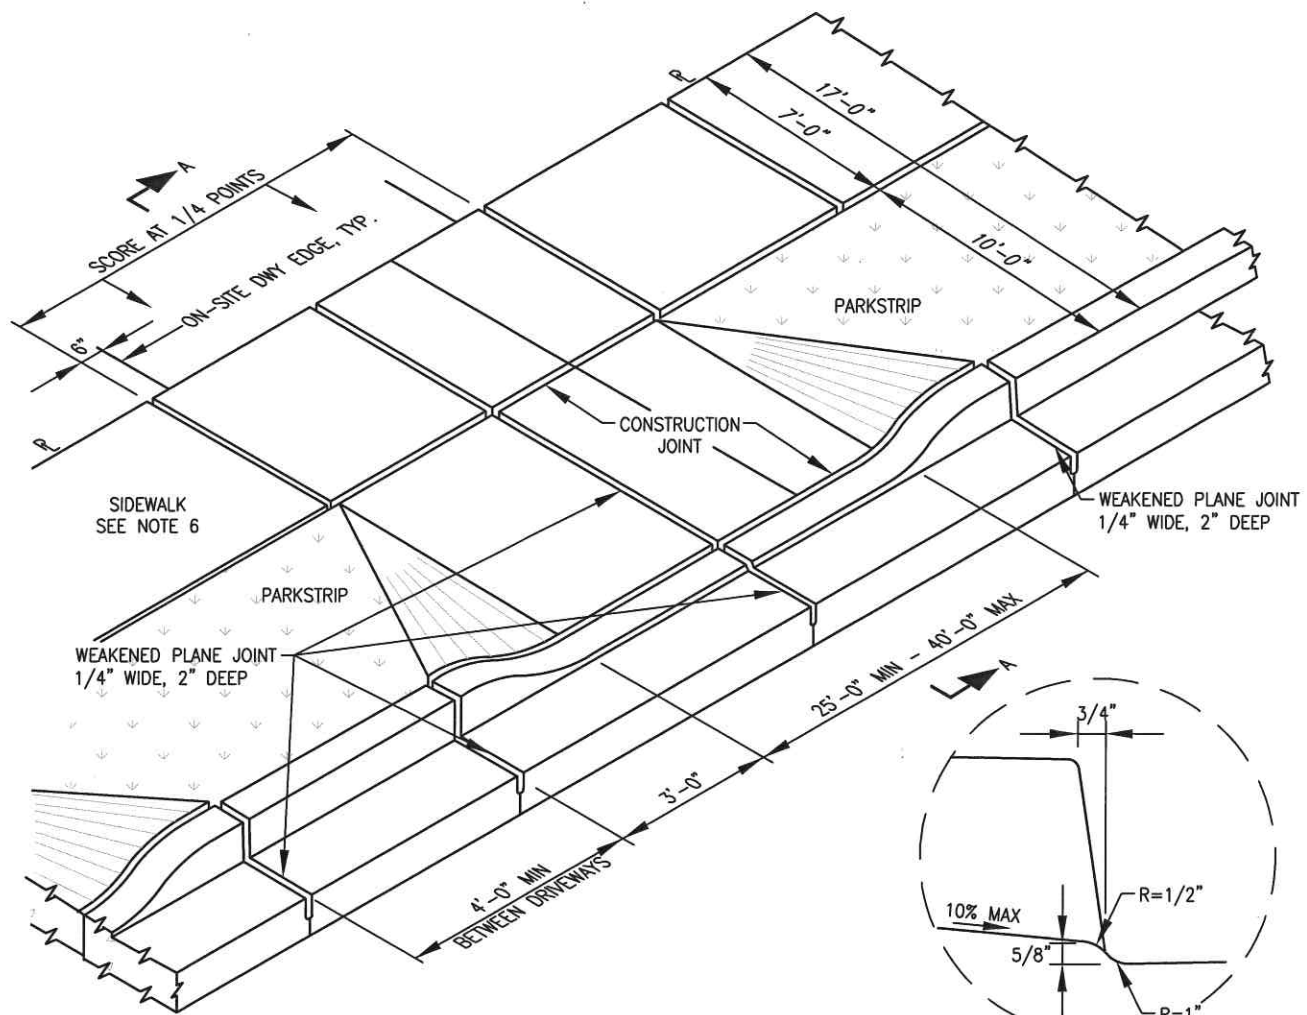 PL
17'-0"
7'-0"
A
SCORE AT 1/4 POINTS
ON-SITE DWY EDGE, TYP.
10'-0"
PARKSTRIP
6"
CONSTRUCTION
JOINT
PL
SIDEWALK
SEE NOTE 6
WEAKENED PLANE JOINT
1/4" WIDE, 2" DEEP
PARKSTRIP
WEAKENED PLANE JOINT
1/4" WIDE, 2" DEEP
25'-0" MIN - 40'-0" MAX
A
3/4"
3'-0"
4'-0" MIN
BETWEEN DRIVEWAYS
R=1/2"
10% MAX
5/8"
R=1"